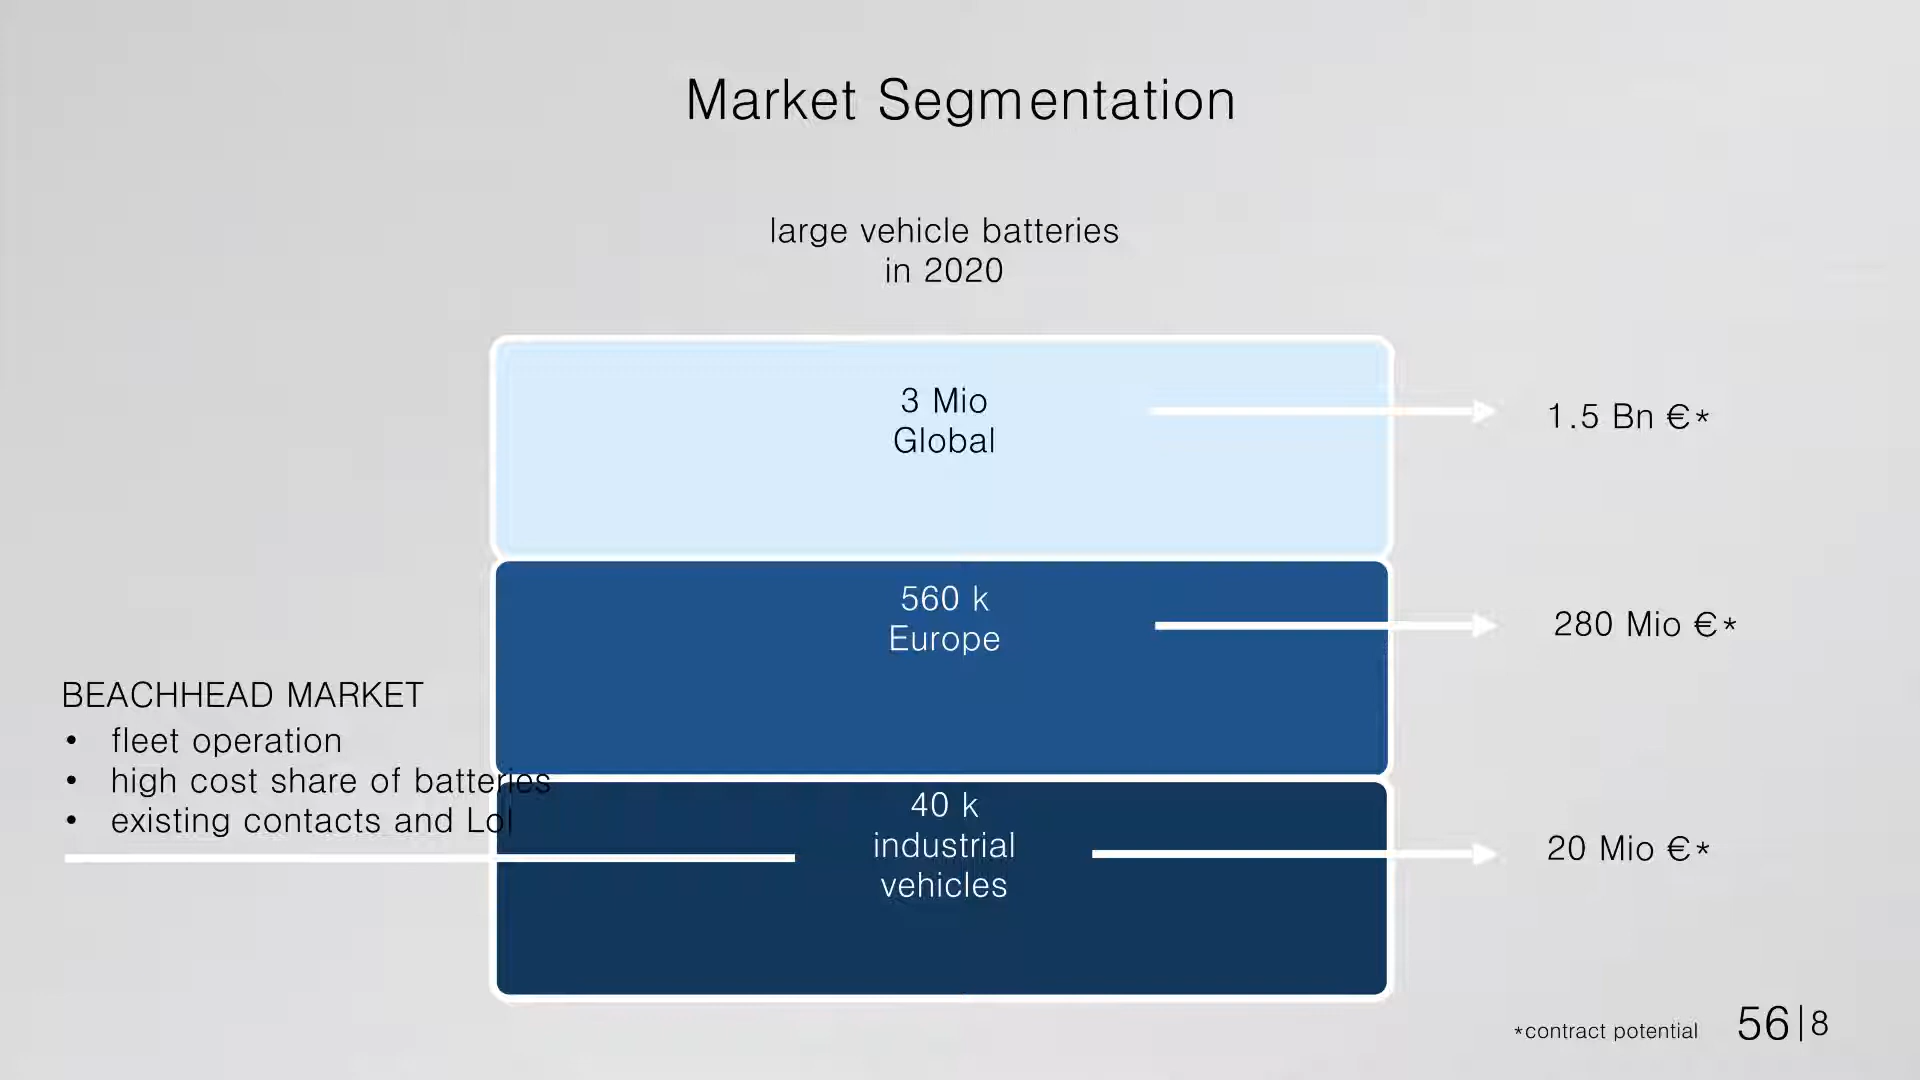 Market Segmentation
large vehicle batteries
in 2020
3 Mio
Global
1.5 Bn €*
560 k
Europe
280 Mio €*
BEACHHEAD MARKET
• fleet operation
• high cost share of batteries
• existing contacts and LoI
40 k
industrial
vehicles
20 Mio €*
*contract potential
56|8